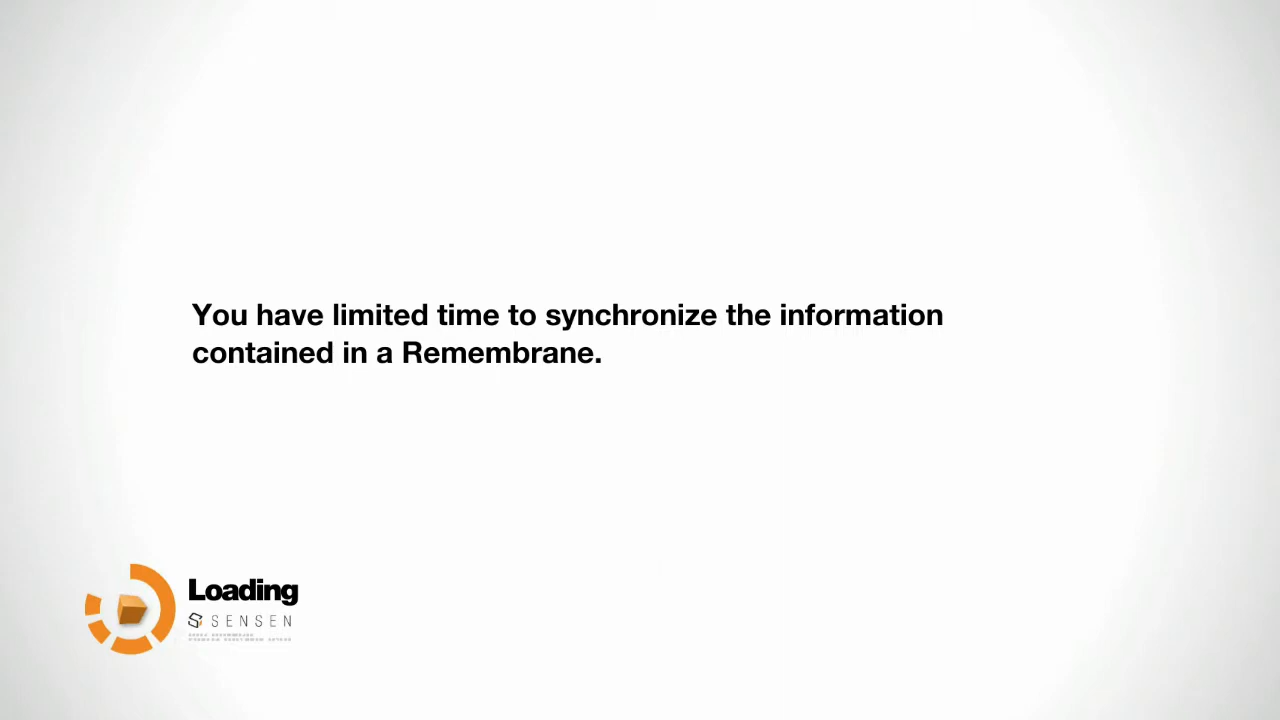 You have limited time to synchronize the information
contained in a Remembrane.
Loading
SENSEN